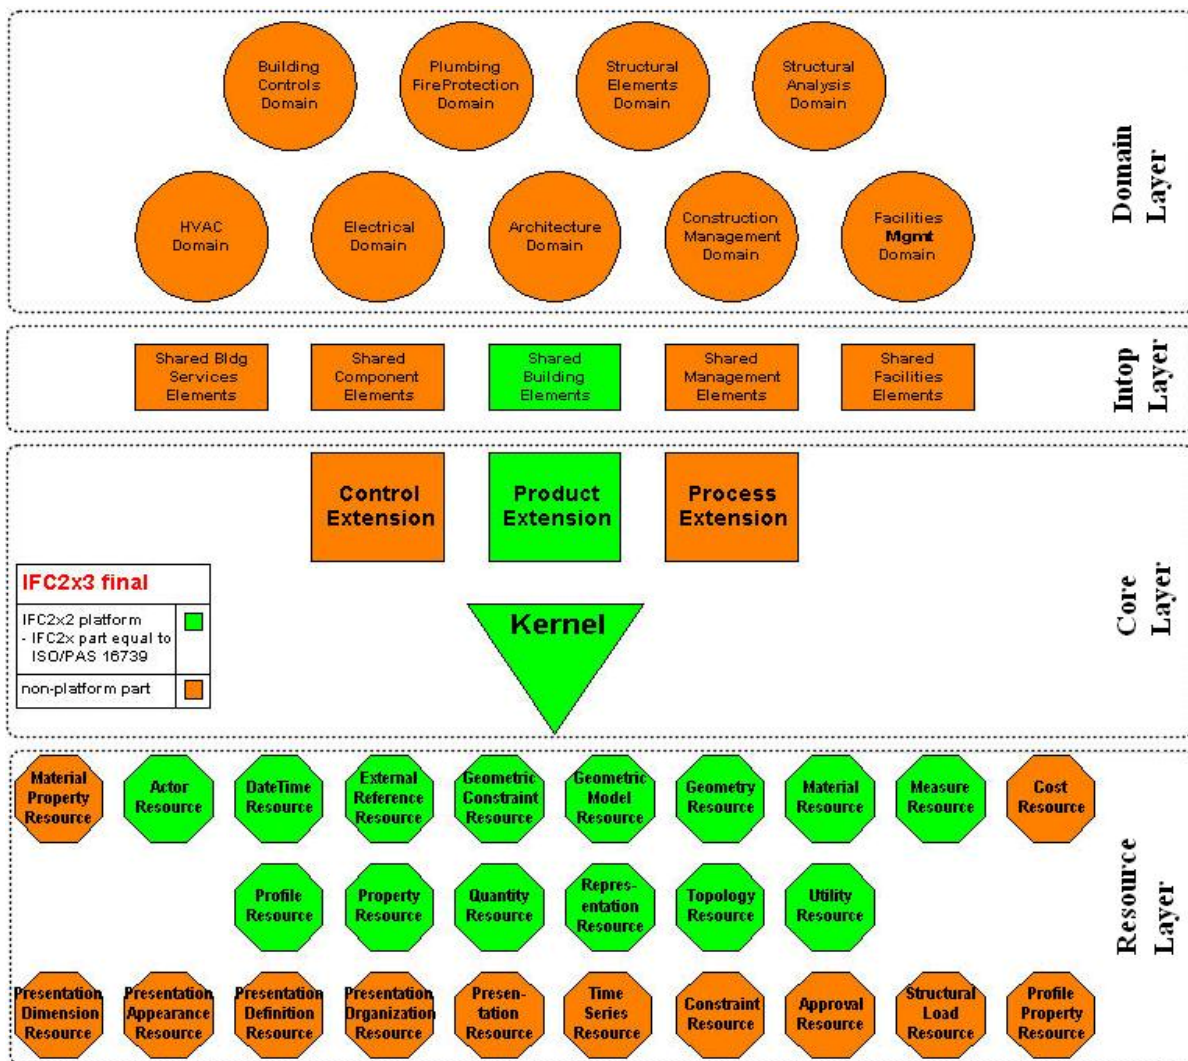 Building
Controls
Domain
Plumbing
FireProtection
Domain
Structural
Elements
Domain
Structural
Analysis
Domain
HVAC
Domain
Electrical
Domain
Architecture
Domain
Construction
Management
Domain
Facilities
Mgmt
Domain
Domain
Layer
Shared Bldg
Services
Elements
Shared
Component
Elements
Shared
Building
Elements
Shared
Management
Elements
Shared
Facilities
Elements
Intop
Layer
Control
Extension
Product
Extension
Process
Extension
IFC2x3 final
IFC2x2 platform
- IFC2x part equal to
ISO/PAS 16739
non-platform part
Kernel
Core
Layer
Material
Property
Resource
Actor
Resource
DateTime
Resource
External
Reference
Resource
Geometric
Constraint
Resource
Geometric
Model
Resource
Geometry
Resource
Material
Resource
Measure
Resource
Cost
Resource
Profile
Resource
Property
Resource
Quantity
Resource
Repres-
entation
Resource
Topology
Resource
Utility
Resource
Presentation
Dimension
Resource
Presentation
Appearance
Resource
Presentation
Definition
Resource
Presentation
Organization
Resource
Presen-
tation
Resource
Time
Series
Resource
Constraint
Resource
Approval
Resource
Structural
Load
Resource
Profile
Property
Resource
Resource
Layer